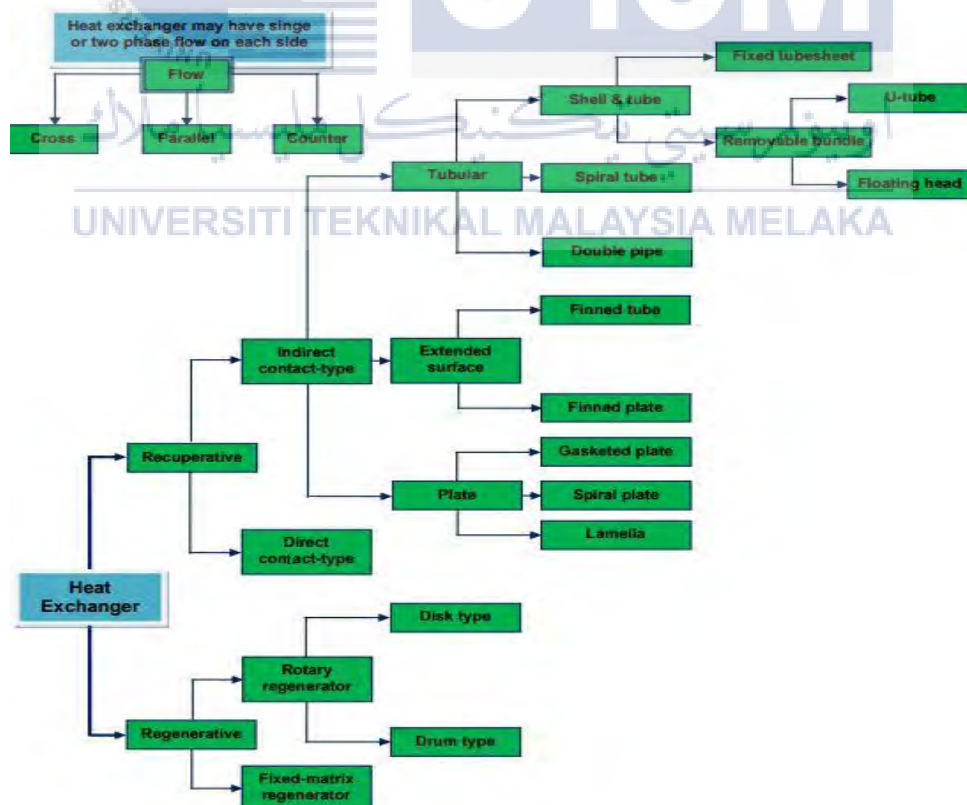 Heat exchanger may have singe
or two phase flow on each side
Flow
Cross
Parallel
Counter
Fixed tubesheet
Shell & tube
U-tube
Removable bundle
Tubular
Spiral tube
Floating head
UNIVERSITI TEKNIKAL MALAYSIA MELAKA
Double pipe
Finned tube
Indirect
contact-type
Extended
surface
Finned plate
Recuperative
Gasketed plate
Plate
Spiral plate
Lamella
Direct
contact-type
Heat
Exchanger
Disk type
Rotary
regenerator
Regenerative
Drum type
Fixed-matrix
regenerator